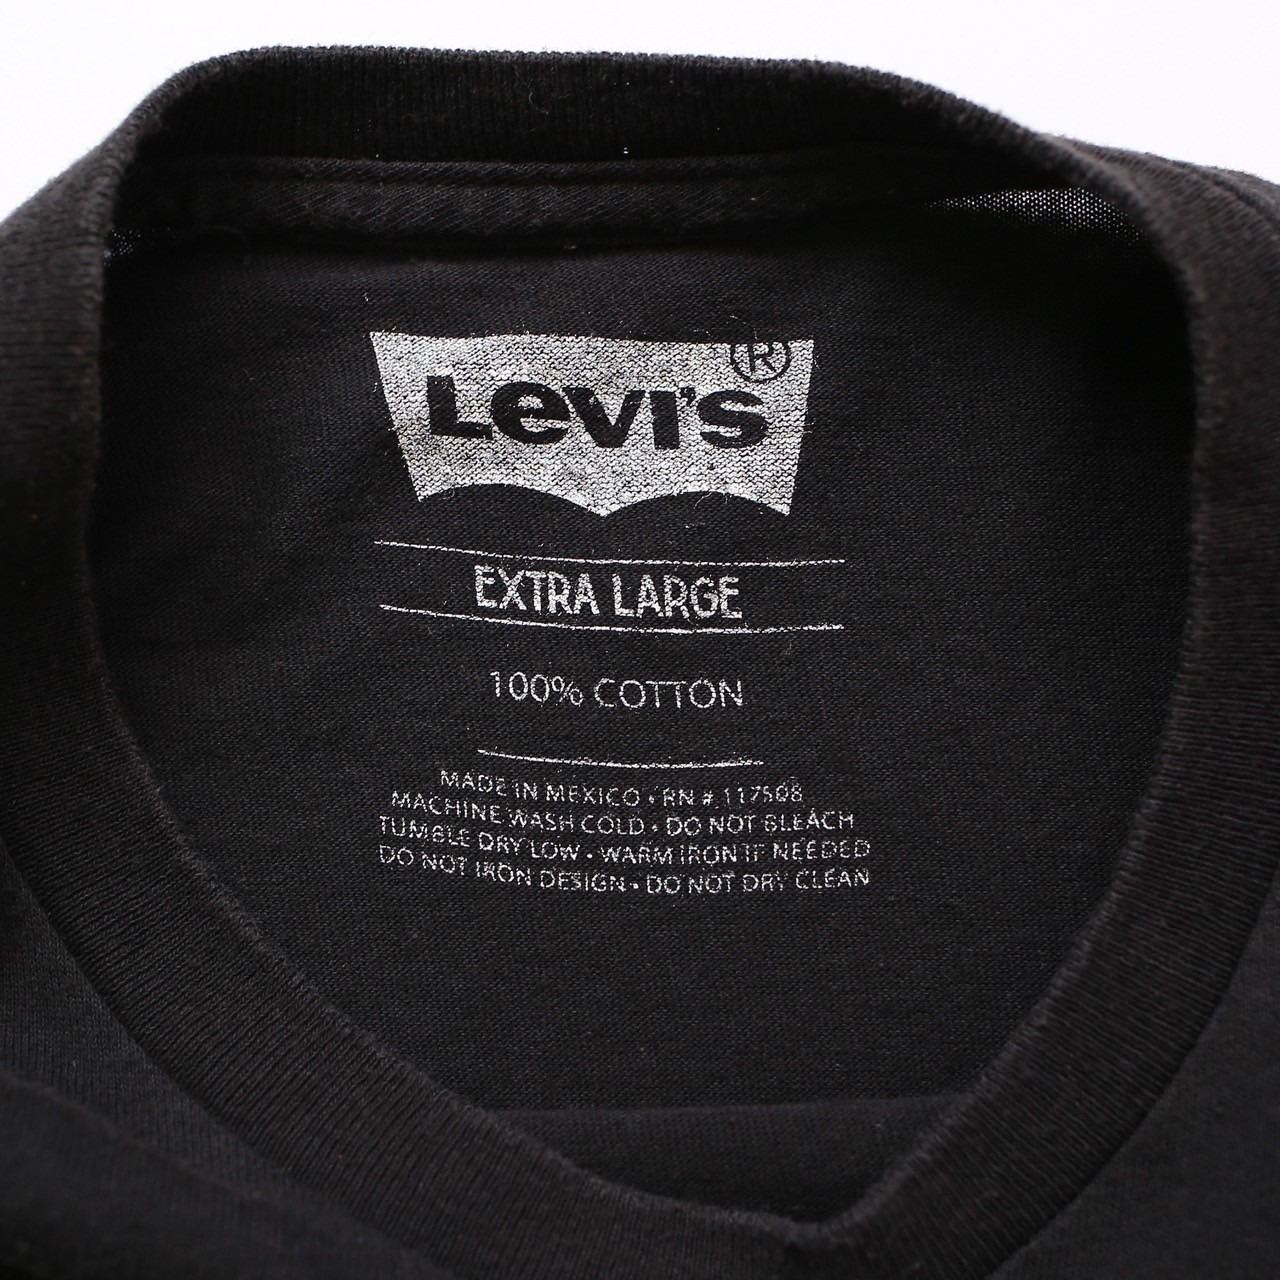 Levi's®
EXTRA LARGE
100% COTTON
MADE IN MEXICO • RN # 117508
MACHINE WASH COLD • DO NOT BLEACH
TUMBLE DRY LOW • WARM IRON IF NEEDED
DO NOT IRON DESIGN • DO NOT DRY CLEAN